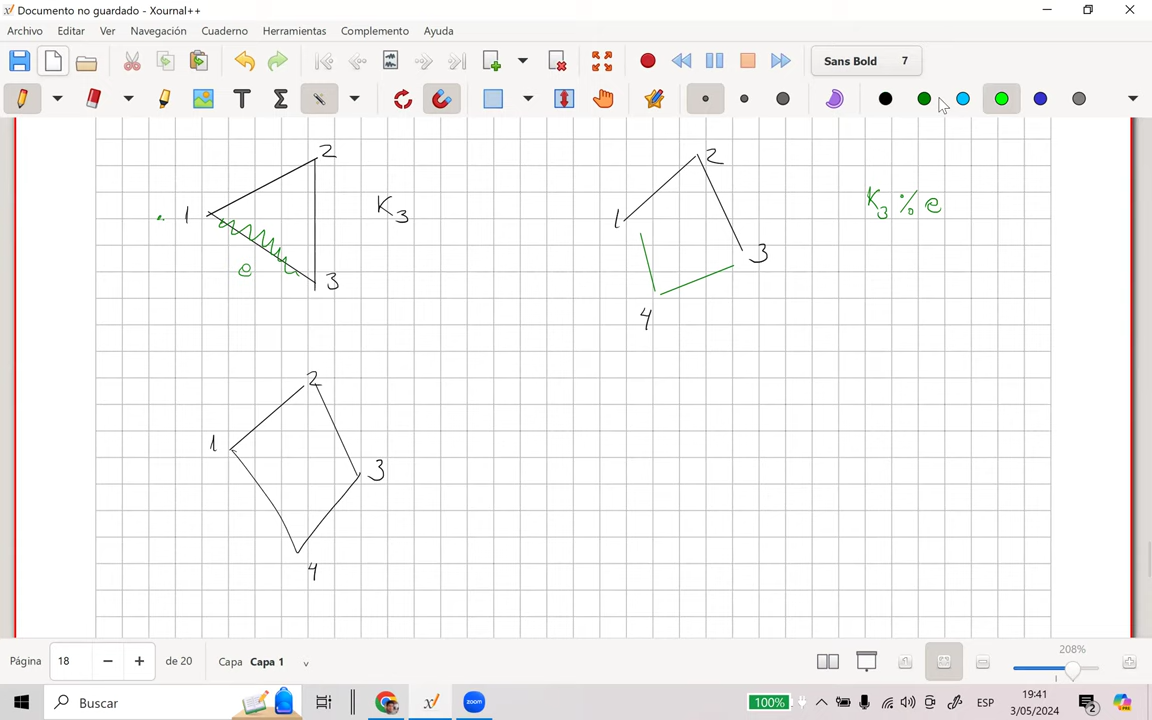 Documento no guardado - Xournal++
Archivo Editar Ver Navegación Cuaderno Herramientas Complemento Ayuda
Sans Bold 7
2
1
K3
e
3
2
1
3
4
K3 % e
2
1
3
4
Página 18 de 20 Capa Capa 1
208%
Buscar
100%
ESP
19:41
3/05/2024
2